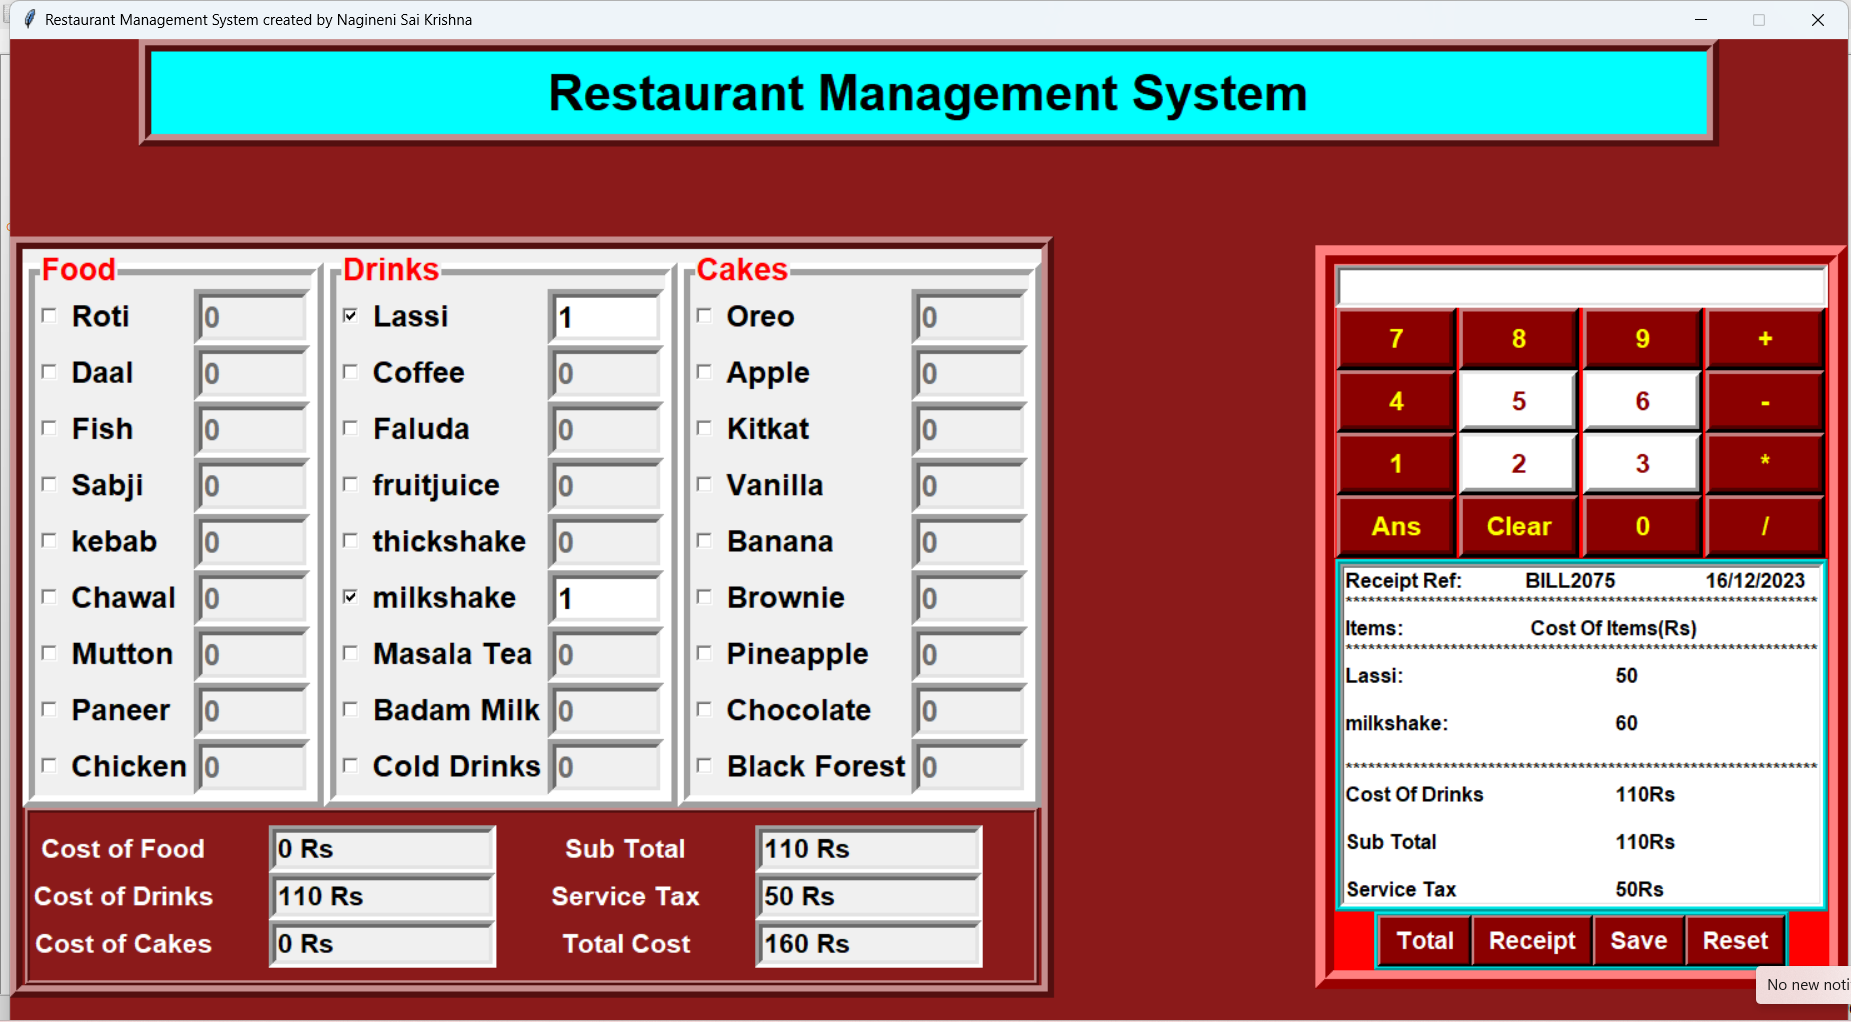 Restaurant Management System created by Nagineni Sai Krishna
Restaurant Management System
Food
Roti 0
Daal 0
Fish 0
Sabji 0
kebab 0
Chawal 0
Mutton 0
Paneer 0
Chicken 0
Drinks
Lassi 1
Coffee 0
Faluda 0
fruitjuice 0
thickshake 0
milkshake 1
Masala Tea 0
Badam Milk 0
Cold Drinks 0
Cakes
Oreo 0
Apple 0
Kitkat 0
Vanilla 0
Banana 0
Brownie 0
Pineapple 0
Chocolate 0
Black Forest 0
Cost of Food 0 Rs
Cost of Drinks 110 Rs
Cost of Cakes 0 Rs
Sub Total 110 Rs
Service Tax 50 Rs
Total Cost 160 Rs
7 8 9 +
4 5 6 -
1 2 3 *
Ans Clear 0 /
Receipt Ref: BILL2075 16/12/2023
***************************************************************
Items: Cost Of Items(Rs)
***************************************************************
Lassi: 50
milkshake: 60
***************************************************************
Cost Of Drinks 110Rs
Sub Total 110Rs
Service Tax 50Rs
Total Receipt Save Reset
No new noti